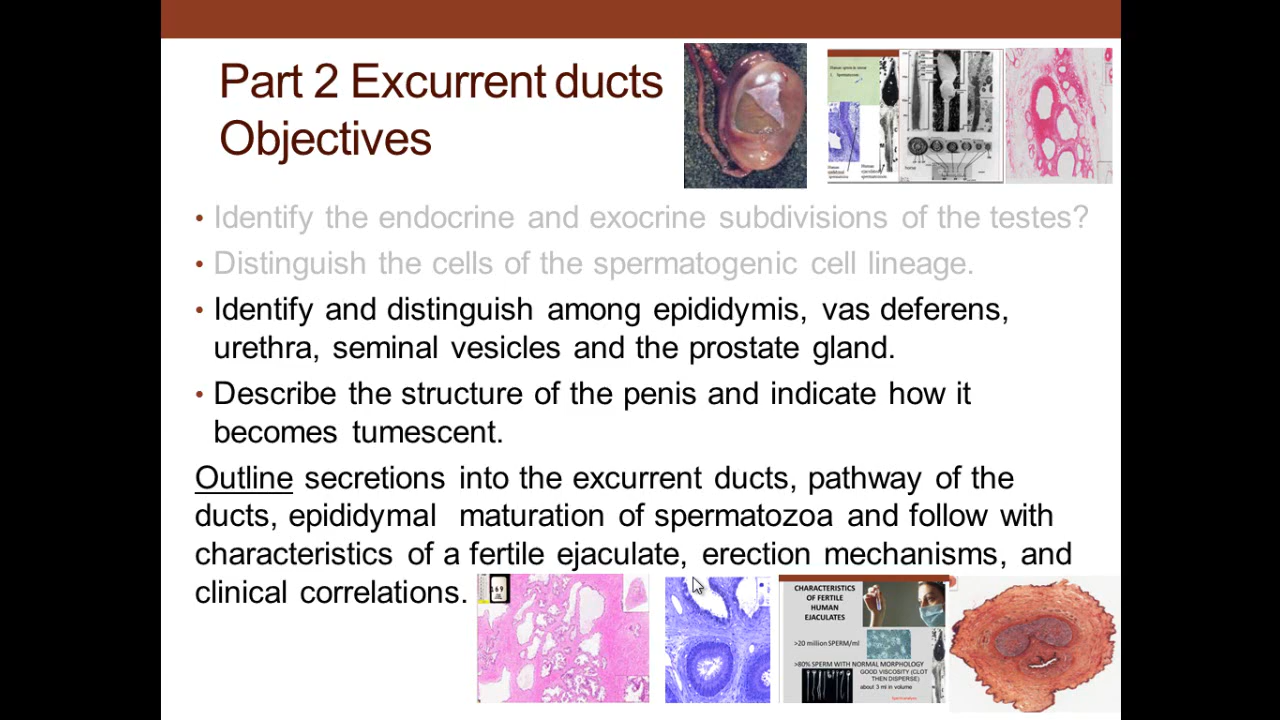 Part 2 Excurrent ducts
Objectives
• Identify the endocrine and exocrine subdivisions of the testes?
• Distinguish the cells of the spermatogenic cell lineage.
• Identify and distinguish among epididymis, vas deferens,
urethra, seminal vesicles and the prostate gland.
• Describe the structure of the penis and indicate how it
becomes tumescent.
Outline secretions into the excurrent ducts, pathway of the
ducts, epididymal maturation of spermatozoa and follow with
characteristics of a fertile ejaculate, erection mechanisms, and
clinical correlations.
169
CHARACTERISTICS
OF FERTILE
HUMAN
EJACULATES
>20 million SPERM/ml
>80% SPERM WITH NORMAL MORPHOLOGY
GOOD VISCOSITY (CLOT
THEN DISPERSE)
about 3 ml in volume